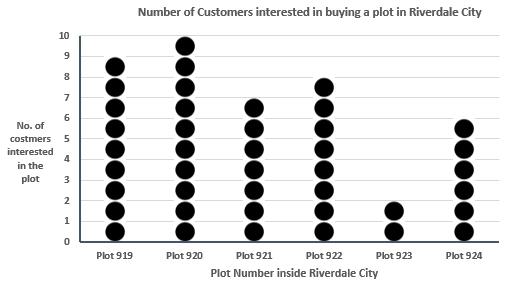 Number of Customers interested in buying a plot in Riverdale City
10
9
8
7
6
5
4
3
2
1
0
No. of
costmers
interested
in the
plot
Plot 919 Plot 920 Plot 921 Plot 922 Plot 923 Plot 924
Plot Number inside Riverdale City